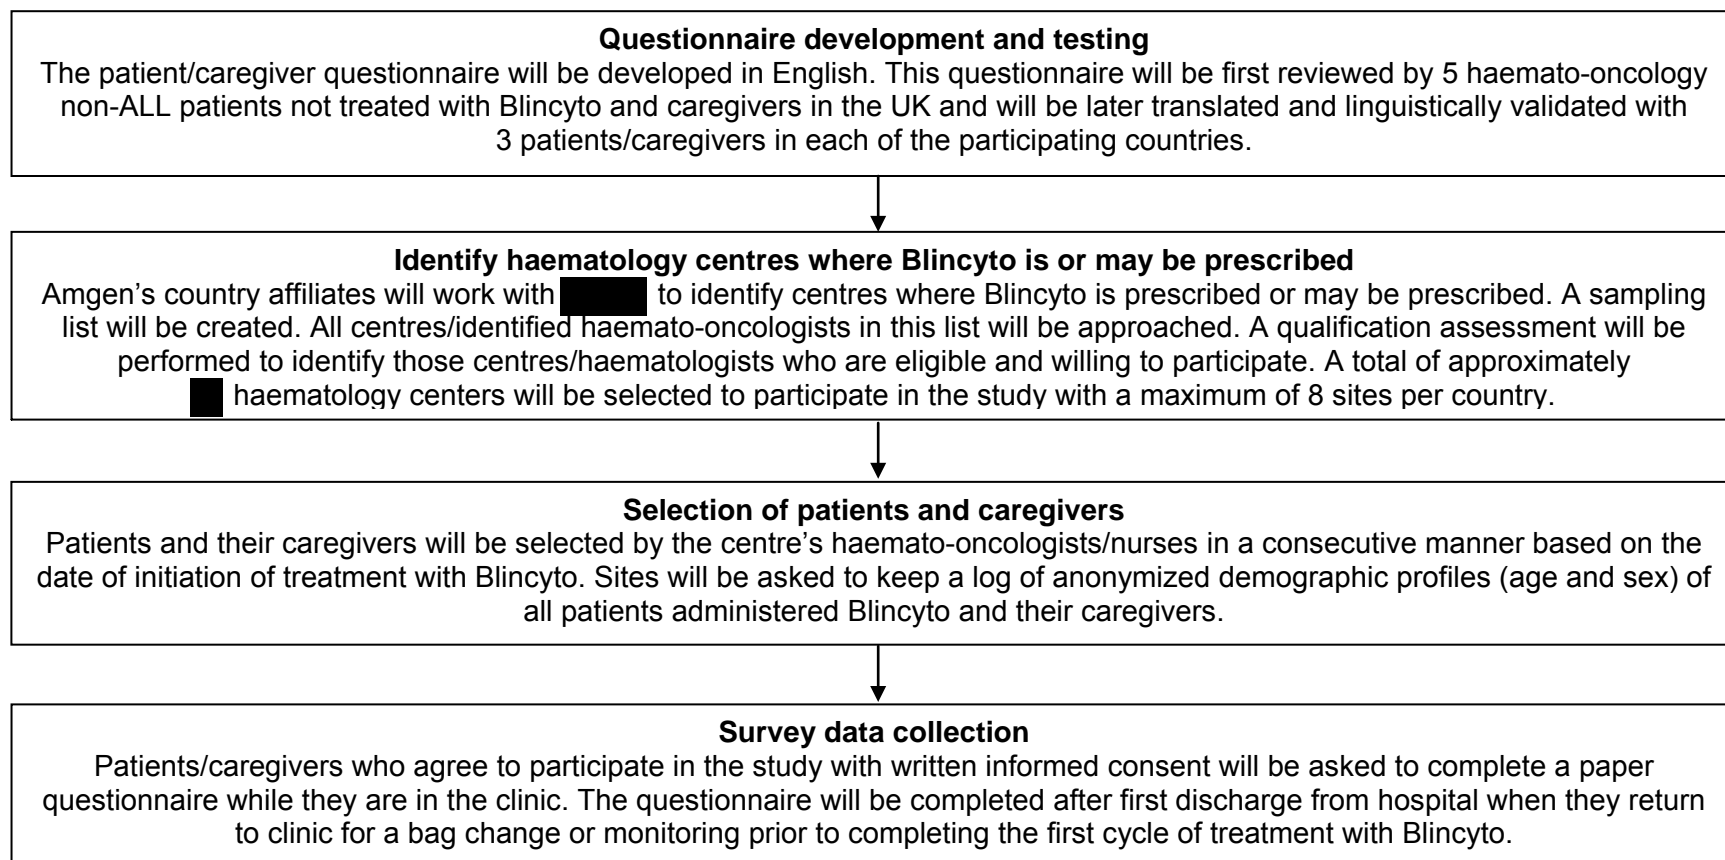 Questionnaire development and testing
The patient/caregiver questionnaire will be developed in English. This questionnaire will be first reviewed by 5 haemato-oncology
non-ALL patients not treated with Blincyto and caregivers in the UK and will be later translated and linguistically validated with
3 patients/caregivers in each of the participating countries.
Identify haematology centres where Blincyto is or may be prescribed
Amgen’s country affiliates will work with to identify centres where Blincyto is prescribed or may be prescribed. A sampling
list will be created. All centres/identified haemato-oncologists in this list will be approached. A qualification assessment will be
performed to identify those centres/haematologists who are eligible and willing to participate. A total of approximately
haematology centers will be selected to participate in the study with a maximum of 8 sites per country.
Selection of patients and caregivers
Patients and their caregivers will be selected by the centre’s haemato-oncologists/nurses in a consecutive manner based on the
date of initiation of treatment with Blincyto. Sites will be asked to keep a log of anonymized demographic profiles (age and sex) of
all patients administered Blincyto and their caregivers.
Survey data collection
Patients/caregivers who agree to participate in the study with written informed consent will be asked to complete a paper
questionnaire while they are in the clinic. The questionnaire will be completed after first discharge from hospital when they return
to clinic for a bag change or monitoring prior to completing the first cycle of treatment with Blincyto.